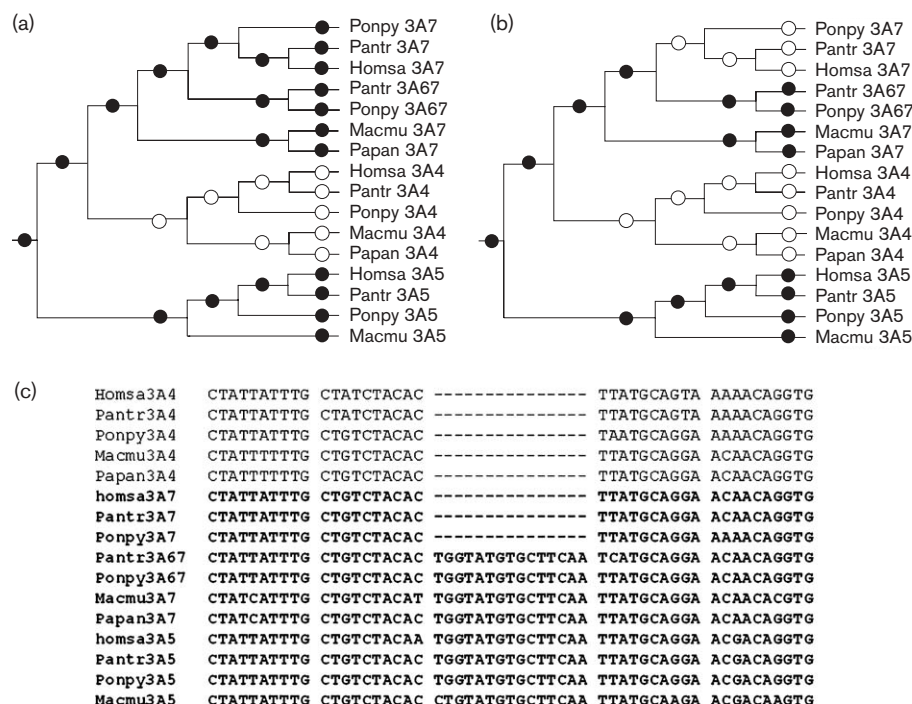 (a)
Ponpy 3A7
Pantr 3A7
Homsa 3A7
Pantr 3A67
Ponpy 3A67
Macmu 3A7
Papan 3A7
Homsa 3A4
Pantr 3A4
Ponpy 3A4
Macmu 3A4
Papan 3A4
Homsa 3A5
Pantr 3A5
Ponpy 3A5
Macmu 3A5
(b)
Ponpy 3A7
Pantr 3A7
Homsa 3A7
Pantr 3A67
Ponpy 3A67
Macmu 3A7
Papan 3A7
Homsa 3A4
Pantr 3A4
Ponpy 3A4
Macmu 3A4
Papan 3A4
Homsa 3A5
Pantr 3A5
Ponpy 3A5
Macmu 3A5
(c)
Homsa3A4 CTATTATTTG CTATCTACAC ---------------- TTATGCAGTA AAAACAGGTG
Pantr3A4 CTATTATTTG CTATCTACAC ---------------- TTATGCAGTA AAAACAGGTG
Ponpy3A4 CTATTATTTG CTGTCTACAC ---------------- TAATGCAGGA AAAACAGGTG
Macmu3A4 CTATTTTTTG CTGTCTACAC ---------------- TTATGCAGGA AAAACAGGTG
Papan3A4 CTATTTTTTG CTGTCTACAC ---------------- TTATGCAGGA AAAACAGGTG
homsa3A7 CTATTATTTG CTGTCTACAC ---------------- TTATGCAGGA ACAACAGGTG
Pantr3A7 CTATTATTTG CTGTCTACAC ---------------- TTATGCAGGA ACAACAGGTG
Ponpy3A7 CTATTATTTG CTGTCTACAC ---------------- TTATGCAGGA AAAACAGGTG
Pantr3A67 CTATTATTTG CTGTCTACAC TGGTATGTGCTTCAA TCATGCAGGA ACAACAGGTG
Ponpy3A67 CTATTATTTG CTGTCTACAC TGGTATGTGCTTCAA TTATGCAGGA ACAACAGGTG
Macmu3A7 CTATCATTTG CTGTCTACAT TGGTATGTGCTTCAA TTATGCAGGA ACAACACGTG
Papan3A7 CTATCATTTG CTGTCTACAC TGGTATGTGCTTCAA TTATGCAGGA ACAACAGGTG
homsa3A5 CTATCATTTG CTGTCTACAA TGGTATGTGCTTCAA TTATGCAGGA ACGACAGGTG
Pantr3A5 CTATTATTTG CTGTCTACAC TGGTATGTGCTTCAA TTATGCAGGA ACGACAGGTG
Ponpy3A5 CTATTATTTG CTGTCTACAC TGGTATGTGCTTCAA TTATGCAGGA ACGACAGGTG
Macmu3A5 CTATTATTTG CTATCTACAC CTGTATGTGCTTCAA TTATGCAAGA ACGACAAGTG